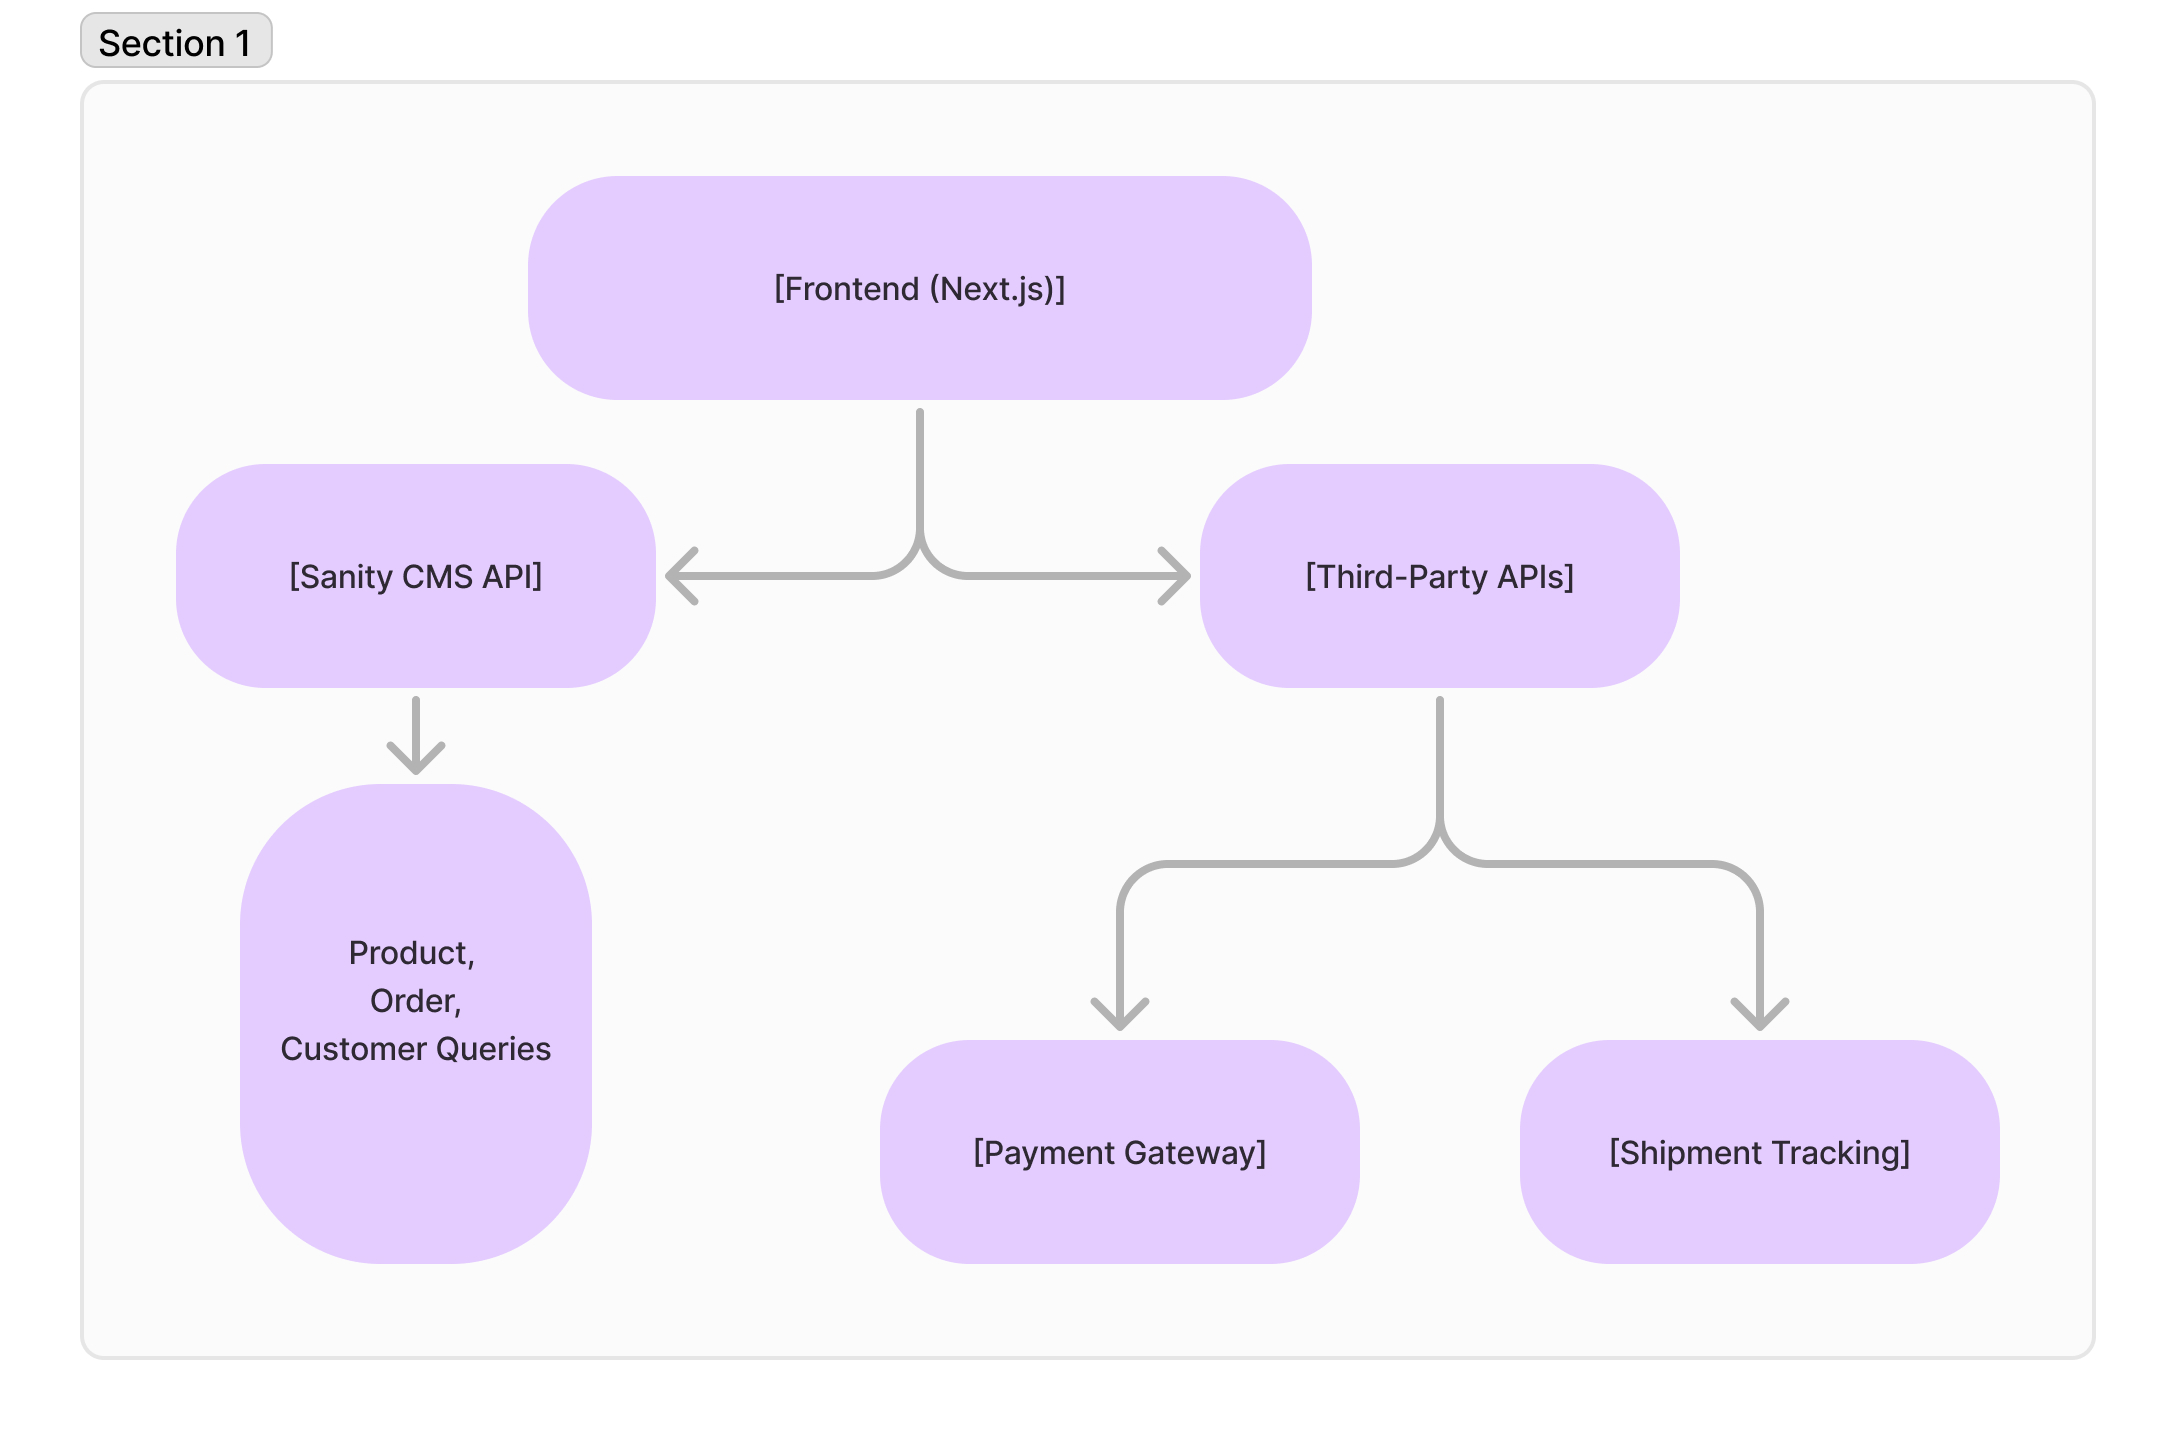 Section 1
[Frontend (Next.js)]
[Sanity CMS API]
[Third-Party APIs]
Product,
Order,
Customer Queries
[Payment Gateway]
[Shipment Tracking]